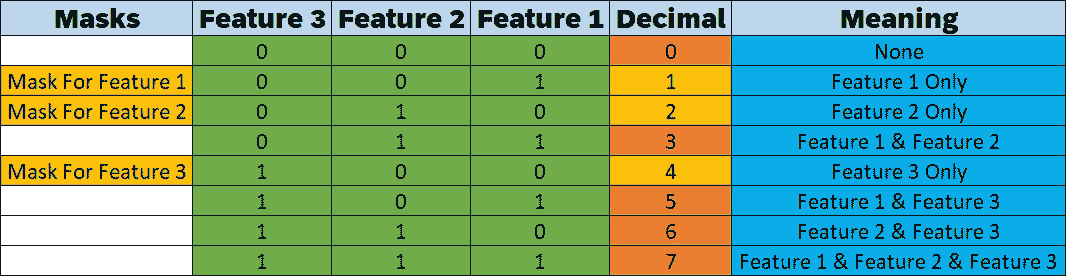 Masks Feature 3 Feature 2 Feature 1 Decimal Meaning
0 0 0 0 None
Mask For Feature 1 0 0 1 1 Feature 1 Only
Mask For Feature 2 0 1 0 2 Feature 2 Only
0 1 1 3 Feature 1 & Feature 2
Mask For Feature 3 1 0 0 4 Feature 3 Only
1 0 1 5 Feature 1 & Feature 3
1 1 0 6 Feature 2 & Feature 3
1 1 1 7 Feature 1 & Feature 2 & Feature 3